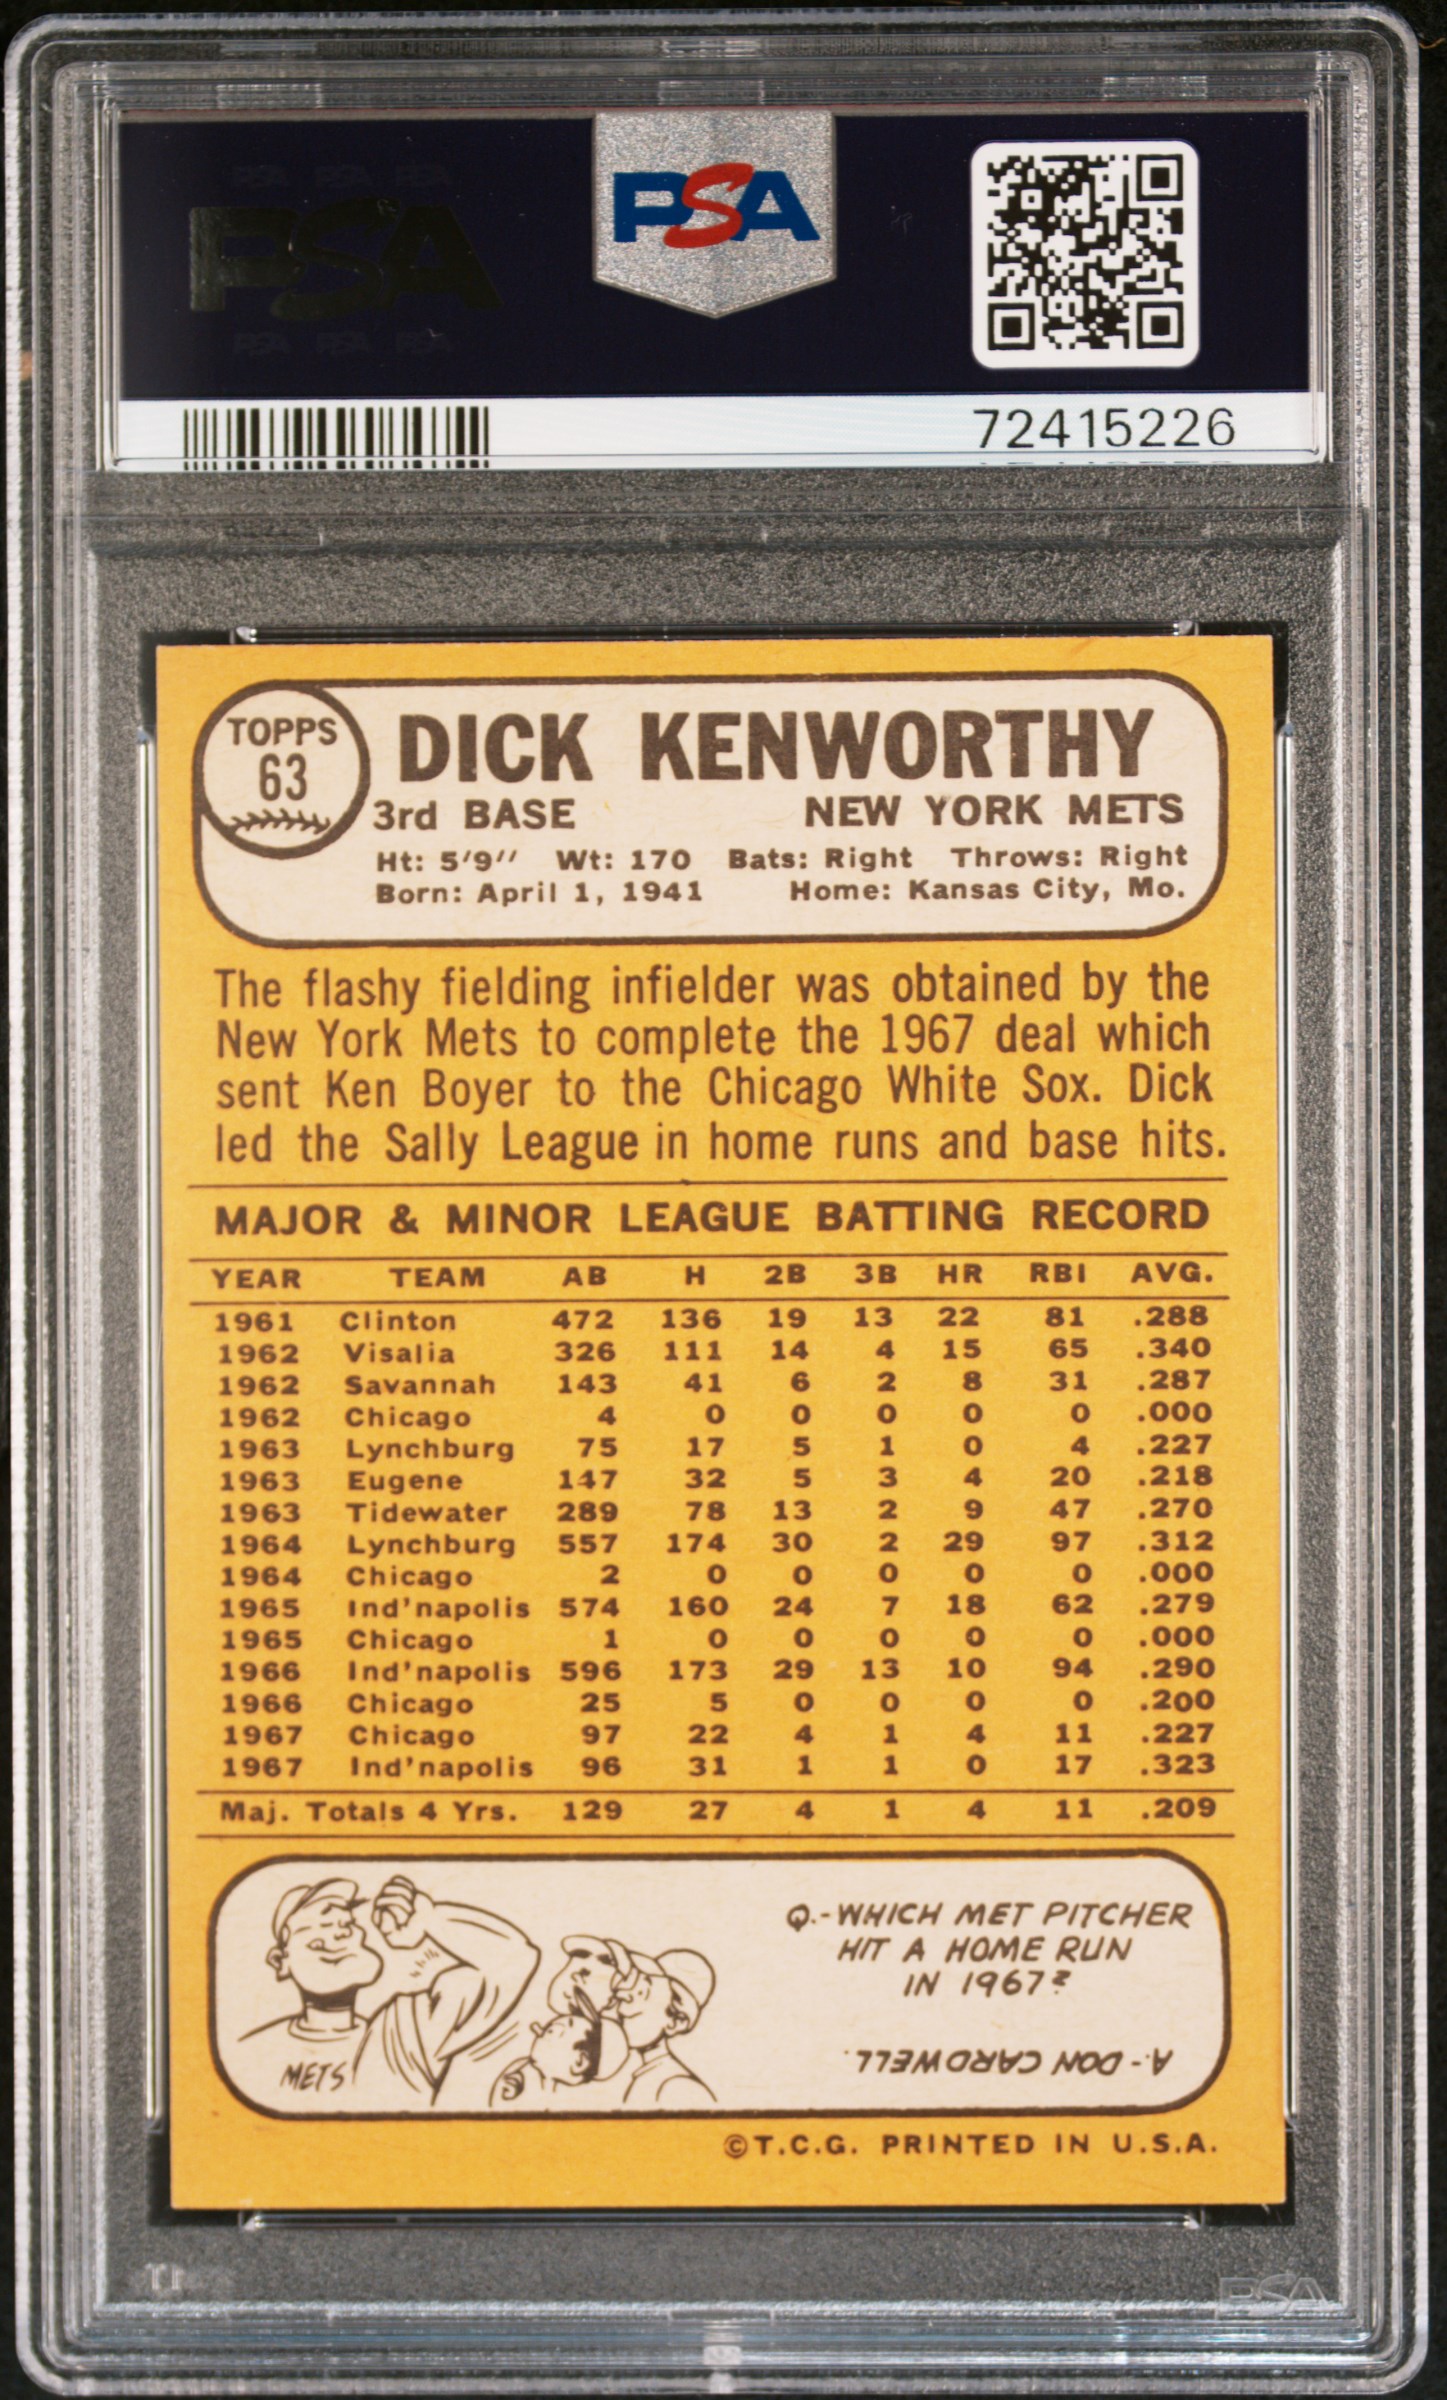 PSA
PSA
72415226
TOPPS
63
DICK KENWORTHY
3rd BASE NEW YORK METS
Ht: 5'9" Wt: 170 Bats: Right Throws: Right
Born: April 1, 1941 Home: Kansas City, Mo.
The flashy fielding infielder was obtained by the
New York Mets to complete the 1967 deal which
sent Ken Boyer to the Chicago White Sox. Dick
led the Sally League in home runs and base hits.
MAJOR & MINOR LEAGUE BATTING RECORD
YEAR TEAM AB H 2B 3B HR RBI AVG.
1961 Clinton 472 136 19 13 22 81 .288
1962 Visalia 326 111 14 4 15 65 .340
1962 Savannah 143 41 6 2 8 31 .287
1962 Chicago 4 0 0 0 0 0 .000
1963 Lynchburg 75 17 5 1 0 4 .227
1963 Eugene 147 32 5 3 4 20 .218
1963 Tidewater 289 78 13 2 9 47 .270
1964 Lynchburg 557 174 30 2 29 97 .312
1964 Chicago 2 0 0 0 0 0 .000
1965 Ind'napolis 574 160 24 7 18 62 .279
1965 Chicago 1 0 0 0 0 0 .000
1966 Ind'napolis 596 173 29 13 10 94 .290
1966 Chicago 25 5 0 0 0 0 .200
1967 Chicago 97 22 4 1 4 11 .227
1967 Ind'napolis 96 31 1 1 0 17 .323
Maj. Totals 4 Yrs. 129 27 4 1 4 11 .209
Q.-WHICH MET PITCHER
HIT A HOME RUN
IN 1967?
A.-DON CARDWELL.
METS
©T.C.G. PRINTED IN U.S.A.
PSA